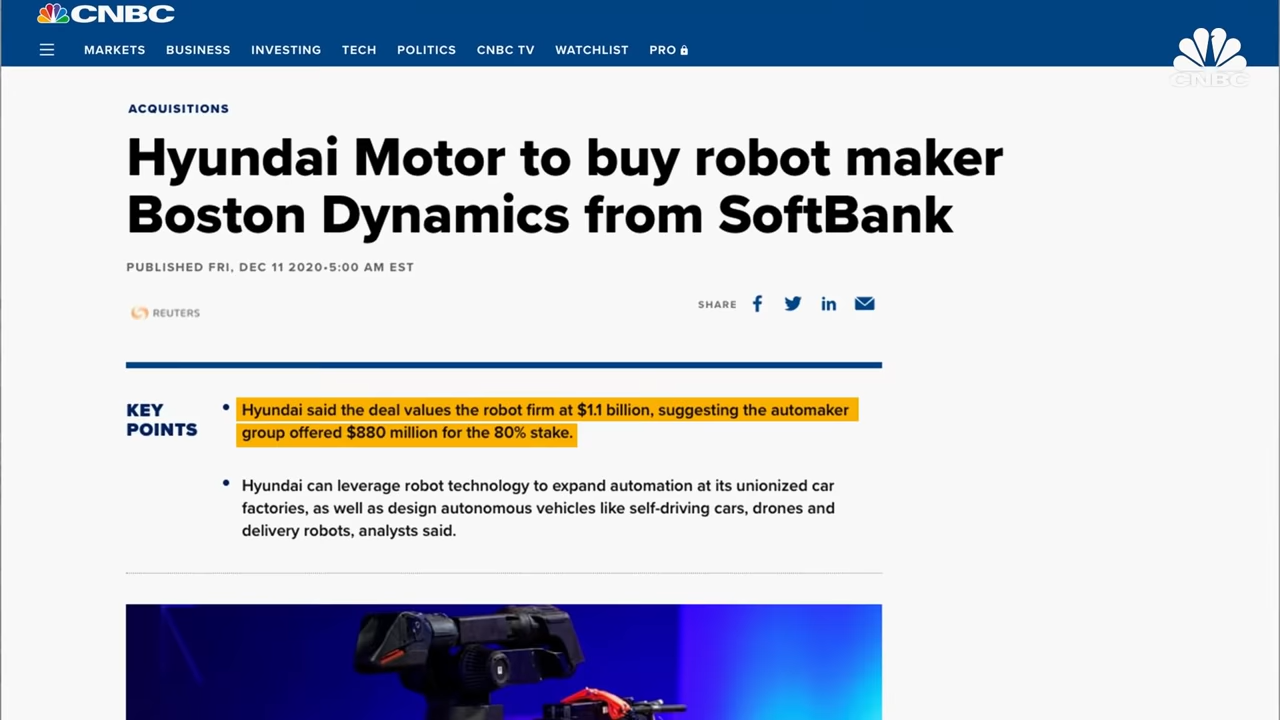 CNBC
MARKETS BUSINESS INVESTING TECH POLITICS CNBC TV WATCHLIST PRO
CNBC
ACQUISITIONS
Hyundai Motor to buy robot maker
Boston Dynamics from SoftBank
PUBLISHED FRI, DEC 11 2020•5:00 AM EST
REUTERS
SHARE
KEY
POINTS
• Hyundai said the deal values the robot firm at $1.1 billion, suggesting the automaker
group offered $880 million for the 80% stake.
• Hyundai can leverage robot technology to expand automation at its unionized car
factories, as well as design autonomous vehicles like self-driving cars, drones and
delivery robots, analysts said.